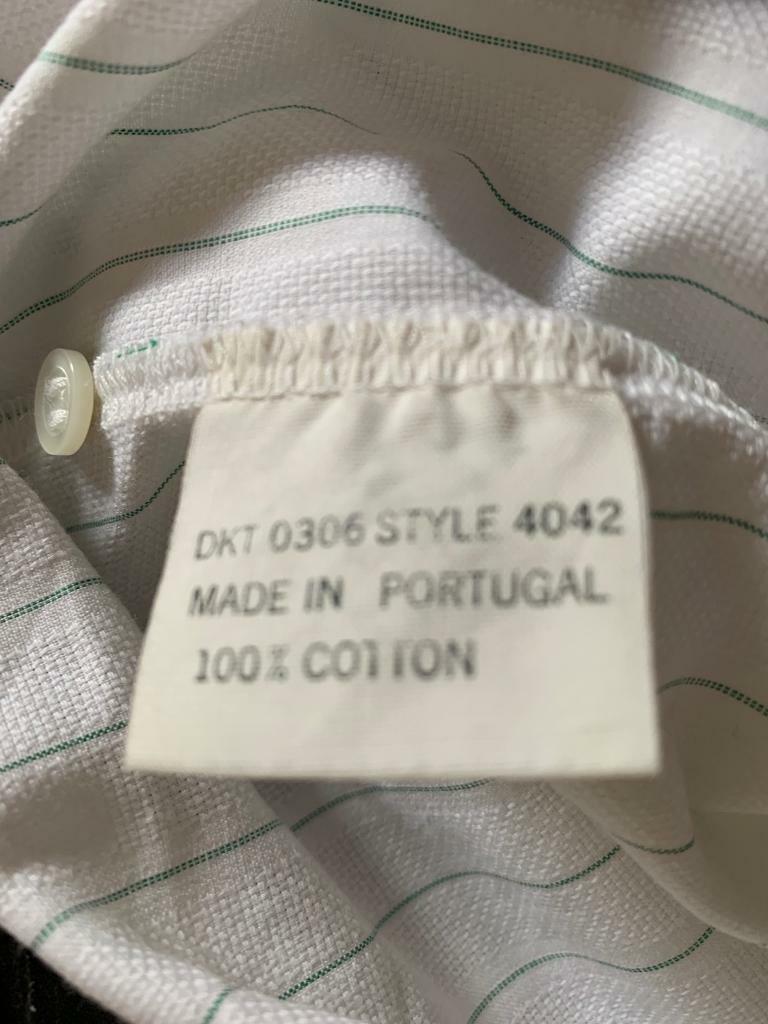 DKT 0306 STYLE 4042
MADE IN PORTUGAL
100% COTTON